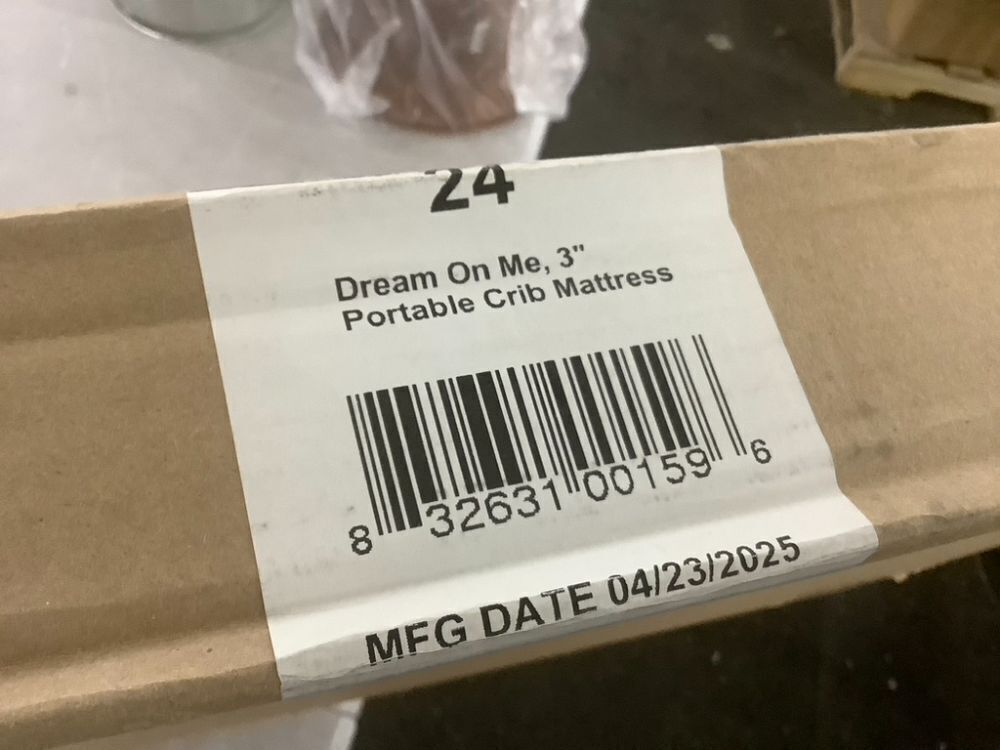 24
Dream On Me, 3"
Portable Crib Mattress
8 32631 00159 6
MFG DATE 04/23/2025